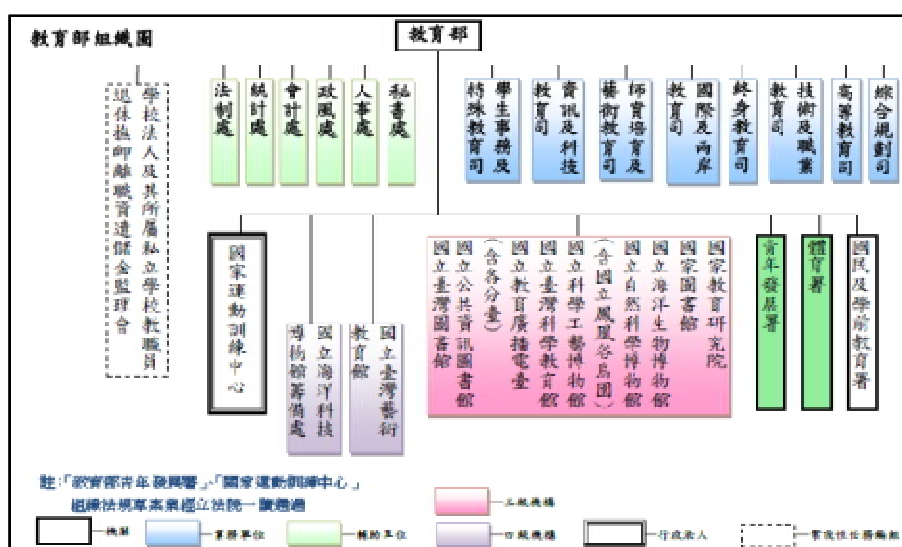 教育部組織圖
教育部
學校法人及其所屬私立學校教職員
退休撫卹離職資遣儲金監理會
法制處
統計處
會計處
政風處
人事處
秘書處
學生事務及
特殊教育司
資訊及科技
教育司
師資培育及
藝術教育司
國際及兩岸
教育司
終身教育司
技術及職業
教育司
高等教育司
綜合規劃司
國家運動訓練中心
國立海洋科技
博物館籌備處
國立臺灣藝術
教育館
國家教育研究院
國家圖書館
國立海洋生物博物館
國立自然科學博物館
(含國立鳳凰谷鳥園)
國立科學工藝博物館
國立臺灣科學教育館
國立教育廣播電臺
(含各分臺)
國立公共資訊圖書館
國立臺灣圖書館
青年發展署
體育署
國民及學前教育署
註:「教育部青年發展署」、「國家運動訓練中心」
組織法規草案業經立法院一讀通過
三級機構
機關
業務單位
輔助單位
四級機構
行政法人
常設性任務編組